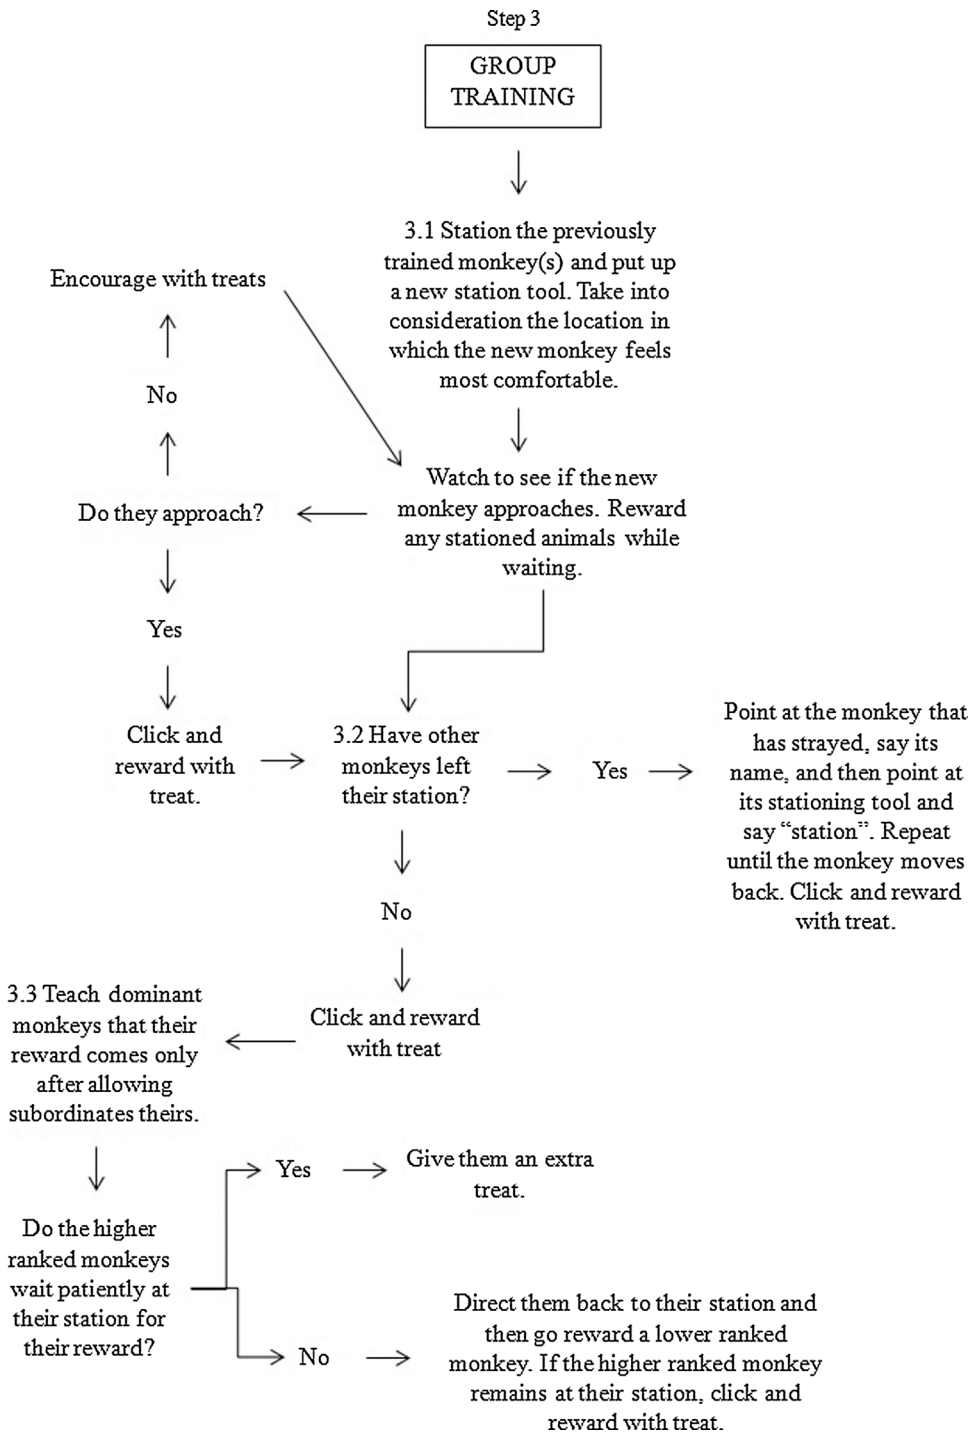 Step 3
GROUP
TRAINING
3.1 Station the previously
trained monkey(s) and put up
a new station tool. Take into
consideration the location in
which the new monkey feels
most comfortable.
Encourage with treats
No
Watch to see if the new
monkey approaches. Reward
any stationed animals while
waiting.
Do they approach?
Yes
Click and
reward with
treat.
3.2 Have other
monkeys left
their station?
Yes
Point at the monkey that
has strayed, say its
name, and then point at
its stationing tool and
say “station”. Repeat
until the monkey moves
back. Click and reward
with treat.
No
Click and reward
with treat
3.3 Teach dominant
monkeys that their
reward comes only
after allowing
subordinates theirs.
Do the higher
ranked monkeys
wait patiently at
their station for
their reward?
Yes
Give them an extra
treat.
No
Direct them back to their station and
then go reward a lower ranked
monkey. If the higher ranked monkey
remains at their station, click and
reward with treat.